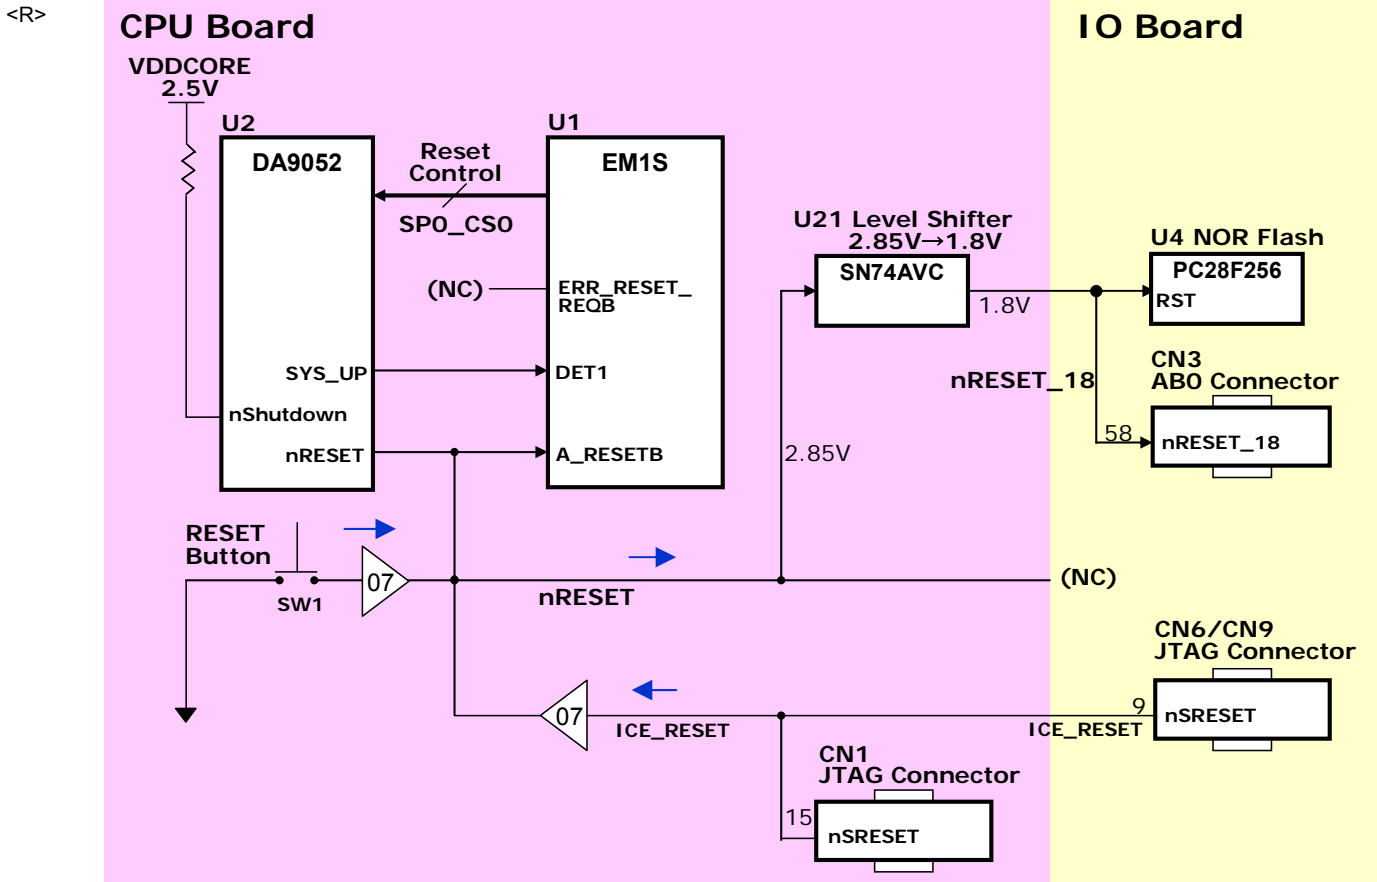 <R>
CPU Board
IO Board
VDDCORE
2.5V
U2
DA9052
Reset
Control
SP0_CS0
U1
EM1S
(NC)
ERR_RESET_
REQB
SYS_UP
DET1
nShutdown
nRESET
A_RESETB
U21 Level Shifter
2.85V→1.8V
SN74AVC
1.8V
U4 NOR Flash
PC28F256
RST
nRESET_18
CN3
AB0 Connector
58
nRESET_18
2.85V
RESET
Button
SW1
07
nRESET
(NC)
CN6/CN9
JTAG Connector
9
nSRESET
ICE_RESET
07
ICE_RESET
CN1
JTAG Connector
15
nSRESET